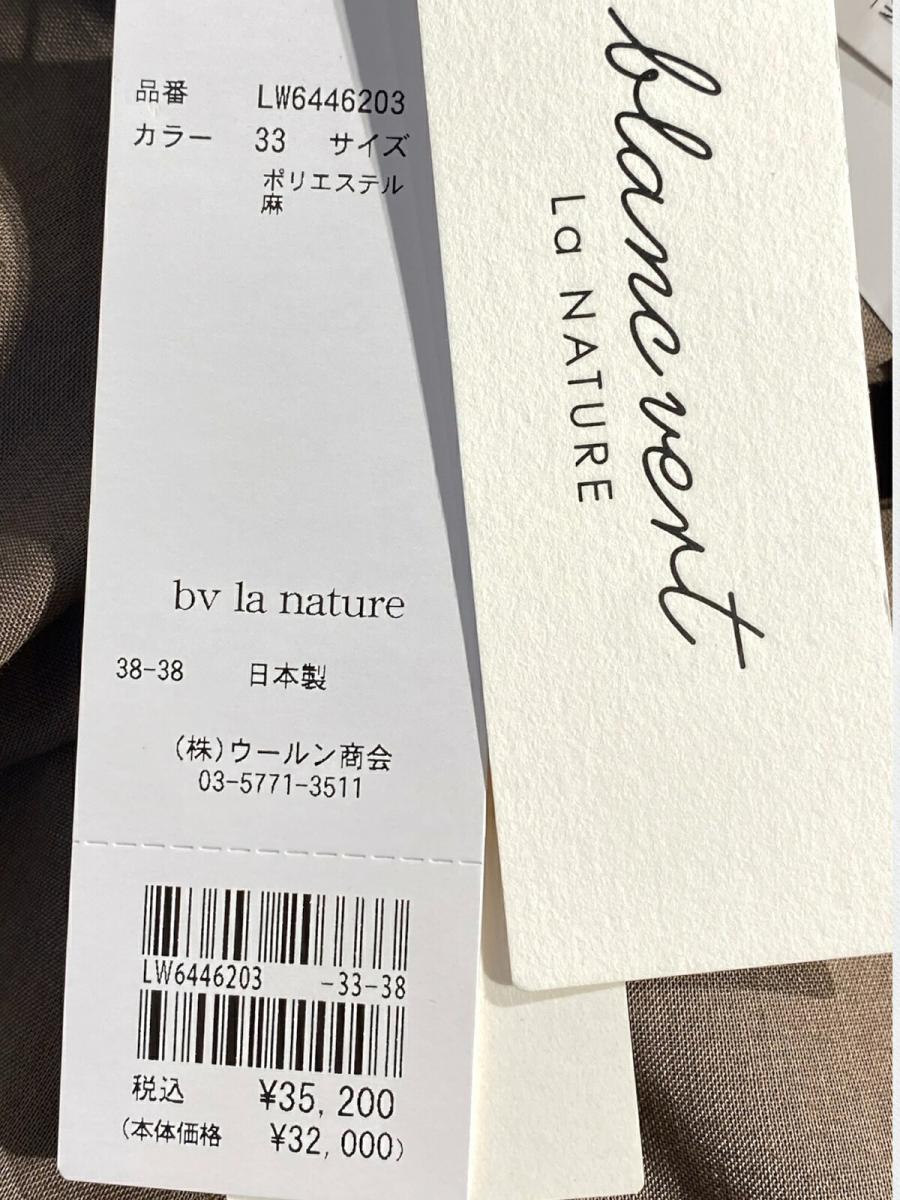 品番 LW6446203
カラー 33 サイズ
ポリエステル
麻
bv la nature
38-38 日本製
(株)ウールン商会
03-5771-3511
LW6446203 -33-38
税込 ¥35,200
(本体価格 ¥32,000)
blanc vert
La NATURE